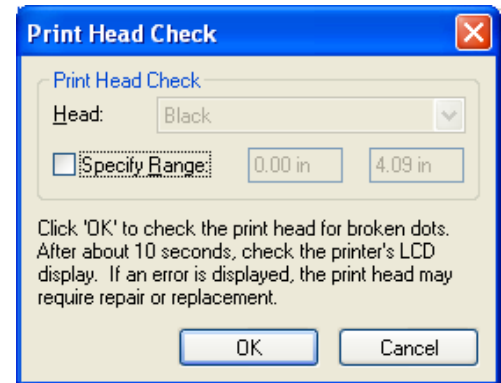 Print Head Check
Print Head Check
Head: Black
Specify Range: 0.00 in 4.09 in
Click 'OK' to check the print head for broken dots.
After about 10 seconds, check the printer's LCD
display. If an error is displayed, the print head may
require repair or replacement.
OK Cancel